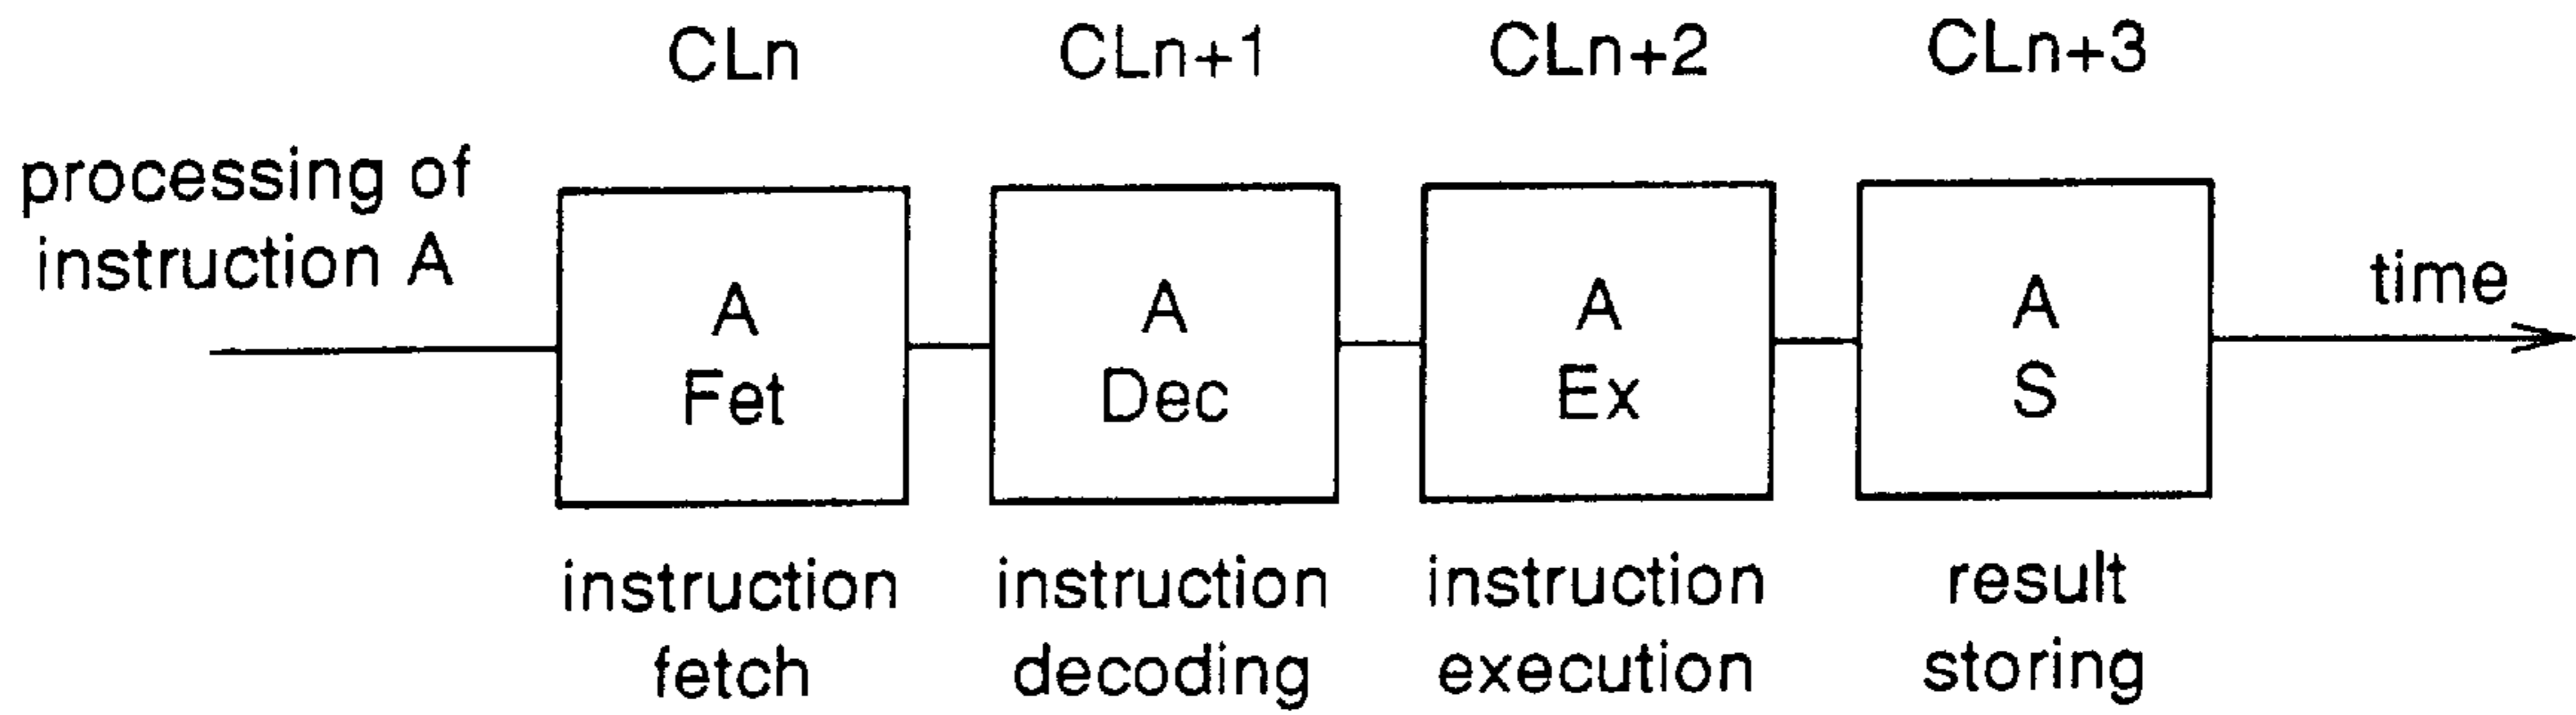 CLn CLn+1 CLn+2 CLn+3
processing of
instruction A
time
A A A A
Fet Dec Ex S
instruction instruction instruction result
fetch decoding execution storing